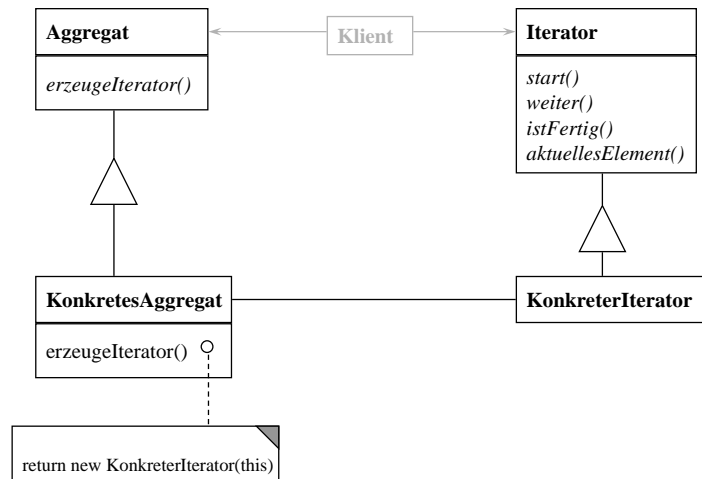 Aggregat
Klient
Iterator
erzeugeIterator()
start()
weiter()
istFertig()
aktuellesElement()
KonkretesAggregat
KonkreterIterator
erzeugeIterator()
return new KonkreterIterator(this)